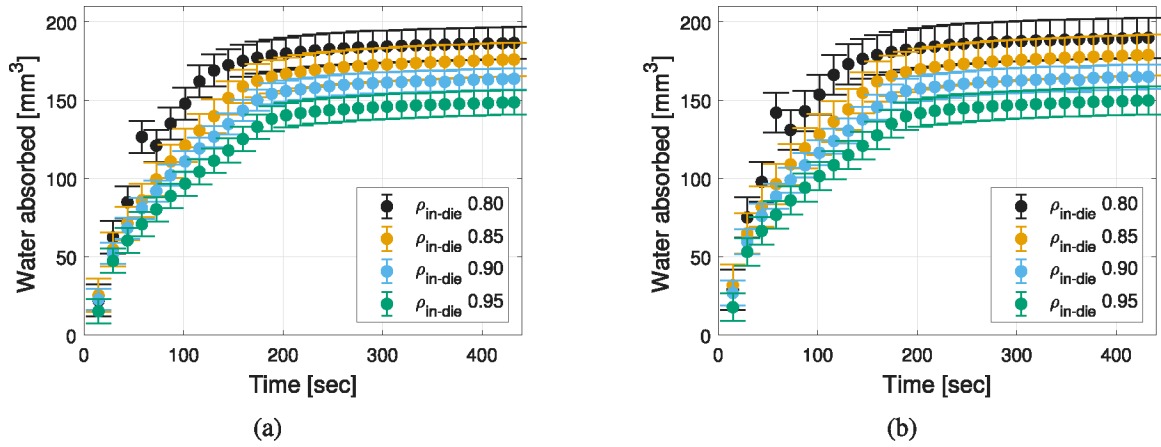 200
150
100
50
0
Water absorbed [mm³]
0 100 200 300 400
Time [sec]
ρin-die 0.80
ρin-die 0.85
ρin-die 0.90
ρin-die 0.95
(a)
200
150
100
50
0
Water absorbed [mm³]
0 100 200 300 400
Time [sec]
ρin-die 0.80
ρin-die 0.85
ρin-die 0.90
ρin-die 0.95
(b)